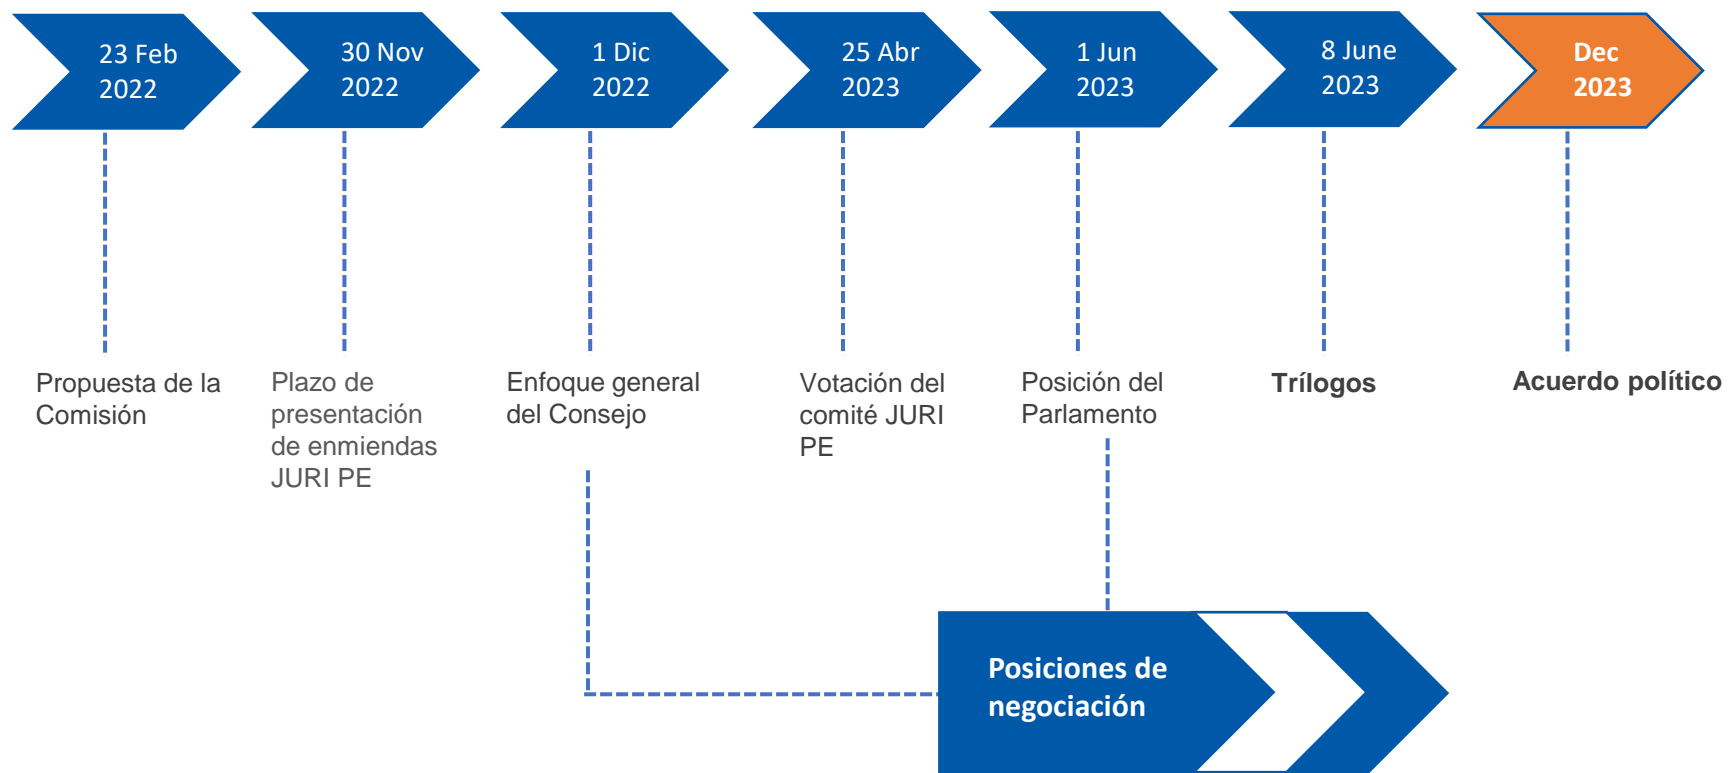 23 Feb
2022
30 Nov
2022
1 Dic
2022
25 Abr
2023
1 Jun
2023
8 June
2023
Dec
2023
Propuesta de la
Comisión
Plazo de
presentación
de enmiendas
JURI PE
Enfoque general
del Consejo
Votación del
comité JURI
PE
Posición del
Parlamento
Trílogos
Acuerdo político
Posiciones de
negociación